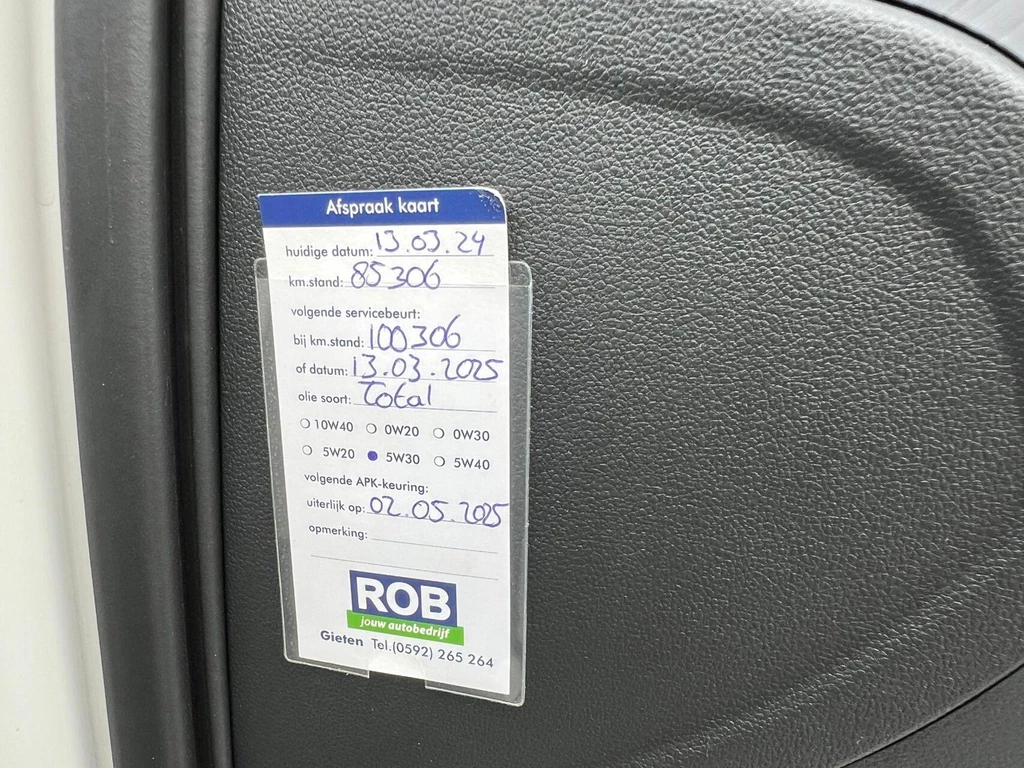 Afspraak kaart
huidige datum: 13.03.24
km.stand: 85306
volgende servicebeurt:
bij km.stand: 100306
of datum: 13.03.2025
olie soort: Total
10W40 0W20 0W30
5W20 5W30 5W40
volgende APK-keuring:
uiterlijk op: 02.05.2025
opmerking:
ROB
jouw autobedrijf
Gieten Tel.(0592) 265 264